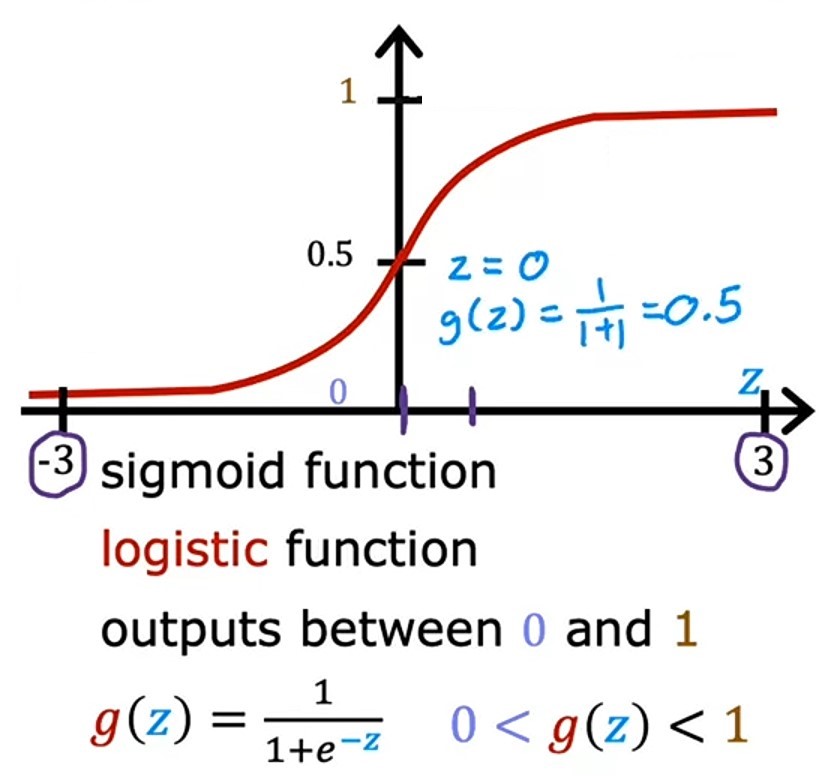 1
0.5
z = 0
g(z) = 1/(1+1) = 0.5
0
z
-3
3
sigmoid function
logistic function
outputs between 0 and 1
g(z) = 1/(1+e^{-z})    0 < g(z) < 1